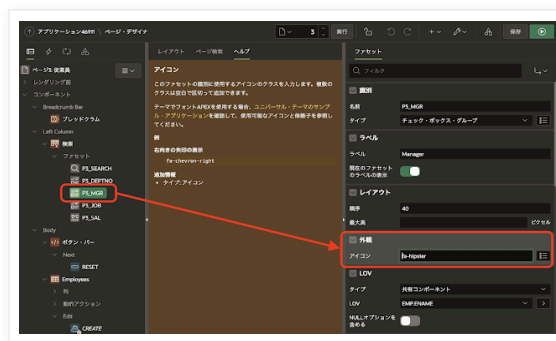 アプリケーション46911 \ ページ・デザイナ
3
実行
保存
ページ3: 従業員
レンダリング前
コンポーネント
Breadcrumb Bar
ブレッドクラム
Left Column
検索
ファセット
P3_SEARCH
P3_DEPTNO
P3_MGR
P3_JOB
P3_SAL
Body
ボタン・バー
Next
RESET
Employees
列
動的アクション
Edit
CREATE
レイアウト ページ検索 ヘルプ
アイコン
このファセットの識別に使用するアイコンのクラスを入力します。複数の
クラスは空白で区切って追加できます。
テーマでフォントAPEXを使用する場合、ユニバーサル・テーマのサンプ
ル・アプリケーションを確認して、使用可能なアイコンと修飾子を参照し
てください。
例
右向きの矢印の表示
fa-chevron-right
追加情報
タイプ: アイコン
ファセット
フィルタ
識別
名前 P3_MGR
タイプ チェック・ボックス・グループ
ラベル
ラベル Manager
現在のファセット
のラベルの表示
レイアウト
順序 40
最大高 ピクセル
外観
アイコン fa-hipster
LOV
タイプ 共有コンポーネント
LOV EMP.ENAME
NULLオプションを
含める